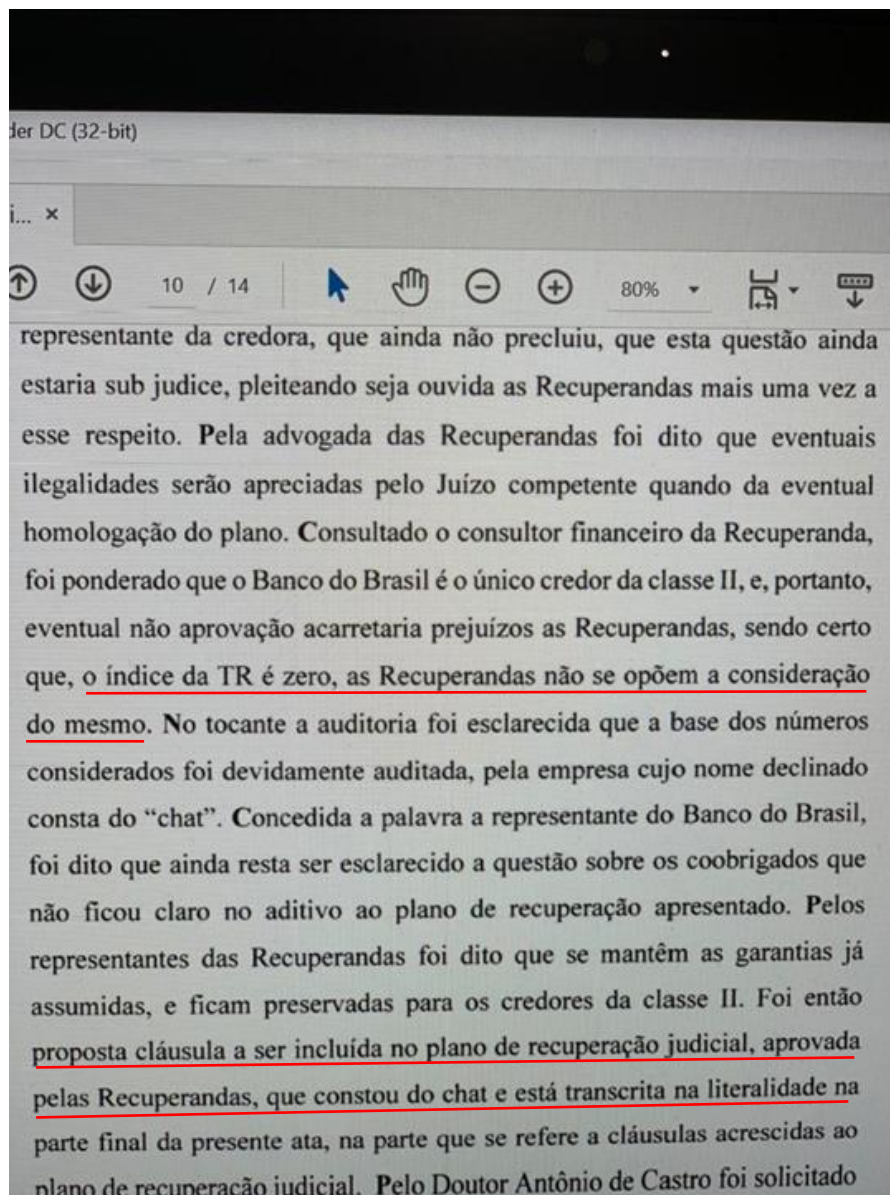 der DC (32-bit)
i... ×
10 / 14
80%
representante da credora, que ainda não precluiu, que esta questão ainda
estaria sub judice, pleiteando seja ouvida as Recuperandas mais uma vez a
esse respeito. Pela advogada das Recuperandas foi dito que eventuais
ilegalidades serão apreciadas pelo Juízo competente quando da eventual
homologação do plano. Consultado o consultor financeiro da Recuperanda,
foi ponderado que o Banco do Brasil é o único credor da classe II, e, portanto,
eventual não aprovação acarretaria prejuízos as Recuperandas, sendo certo
que, o índice da TR é zero, as Recuperandas não se opõem a consideração
do mesmo. No tocante a auditoria foi esclarecida que a base dos números
considerados foi devidamente auditada, pela empresa cujo nome declinado
consta do “chat”. Concedida a palavra a representante do Banco do Brasil,
foi dito que ainda resta ser esclarecido a questão sobre os coobrigados que
não ficou claro no aditivo ao plano de recuperação apresentado. Pelos
representantes das Recuperandas foi dito que se mantêm as garantias já
assumidas, e ficam preservadas para os credores da classe II. Foi então
proposta cláusula a ser incluída no plano de recuperação judicial, aprovada
pelas Recuperandas, que constou do chat e está transcrita na literalidade na
parte final da presente ata, na parte que se refere a cláusulas acrescidas ao
plano de recuperação judicial. Pelo Doutor Antônio de Castro foi solicitado